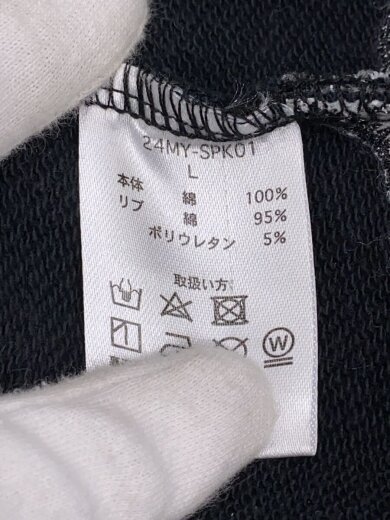 24MY-SPK01
L
本体 綿 100%
リブ 綿 95%
ポリウレタン 5%
取扱い方
W